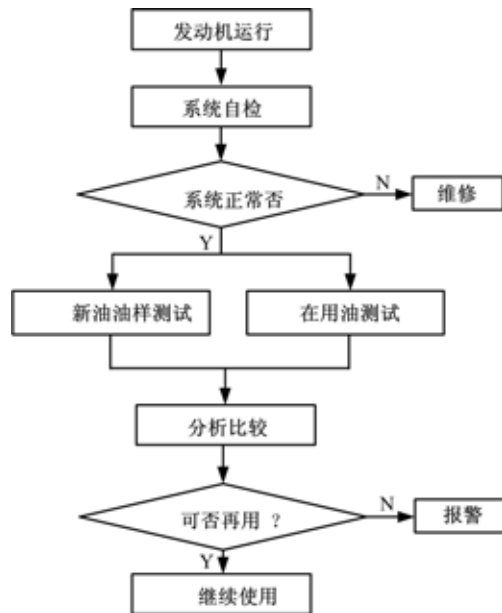 发动机运行
系统自检
系统正常否
N
维修
Y
新油油样测试
在用油测试
分析比较
可否再用 ？
N
报警
Y
继续使用